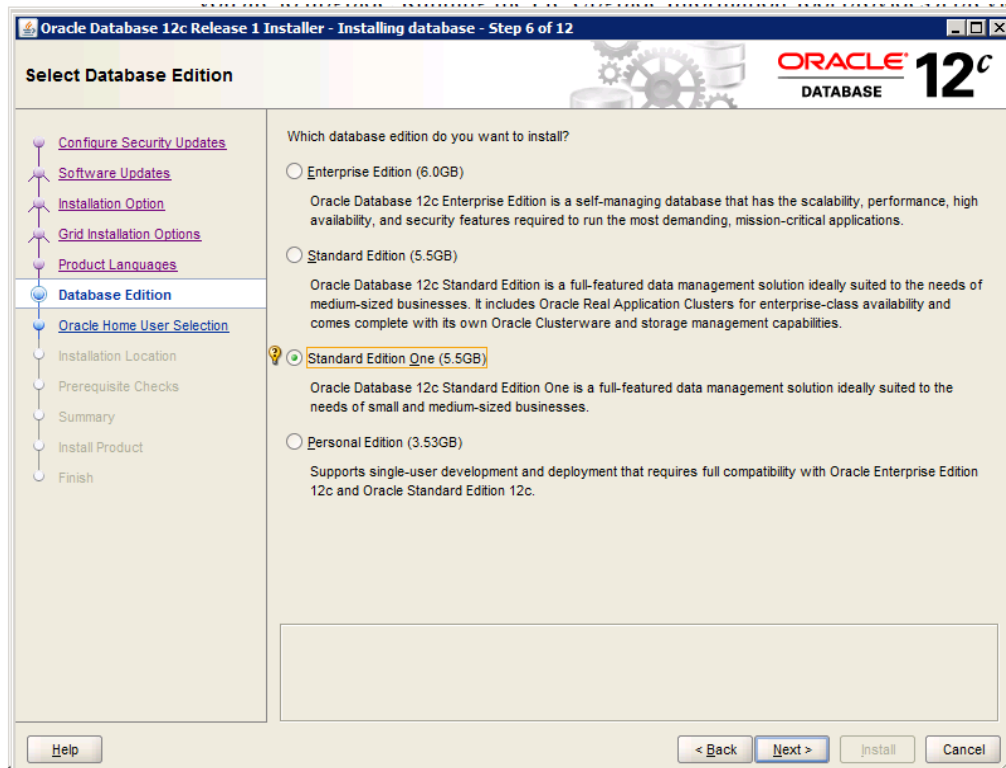 Oracle Database 12c Release 1 Installer - Installing database - Step 6 of 12
Select Database Edition
ORACLE
DATABASE
12c
Configure Security Updates
Software Updates
Installation Option
Grid Installation Options
Product Languages
Database Edition
Oracle Home User Selection
Installation Location
Prerequisite Checks
Summary
Install Product
Finish
Which database edition do you want to install?
Enterprise Edition (6.0GB)
Oracle Database 12c Enterprise Edition is a self-managing database that has the scalability, performance, high
availability, and security features required to run the most demanding, mission-critical applications.
Standard Edition (5.5GB)
Oracle Database 12c Standard Edition is a full-featured data management solution ideally suited to the needs of
medium-sized businesses. It includes Oracle Real Application Clusters for enterprise-class availability and
comes complete with its own Oracle Clusterware and storage management capabilities.
Standard Edition One (5.5GB)
Oracle Database 12c Standard Edition One is a full-featured data management solution ideally suited to the
needs of small and medium-sized businesses.
Personal Edition (3.53GB)
Supports single-user development and deployment that requires full compatibility with Oracle Enterprise Edition
12c and Oracle Standard Edition 12c.
Help
< Back
Next >
Install
Cancel